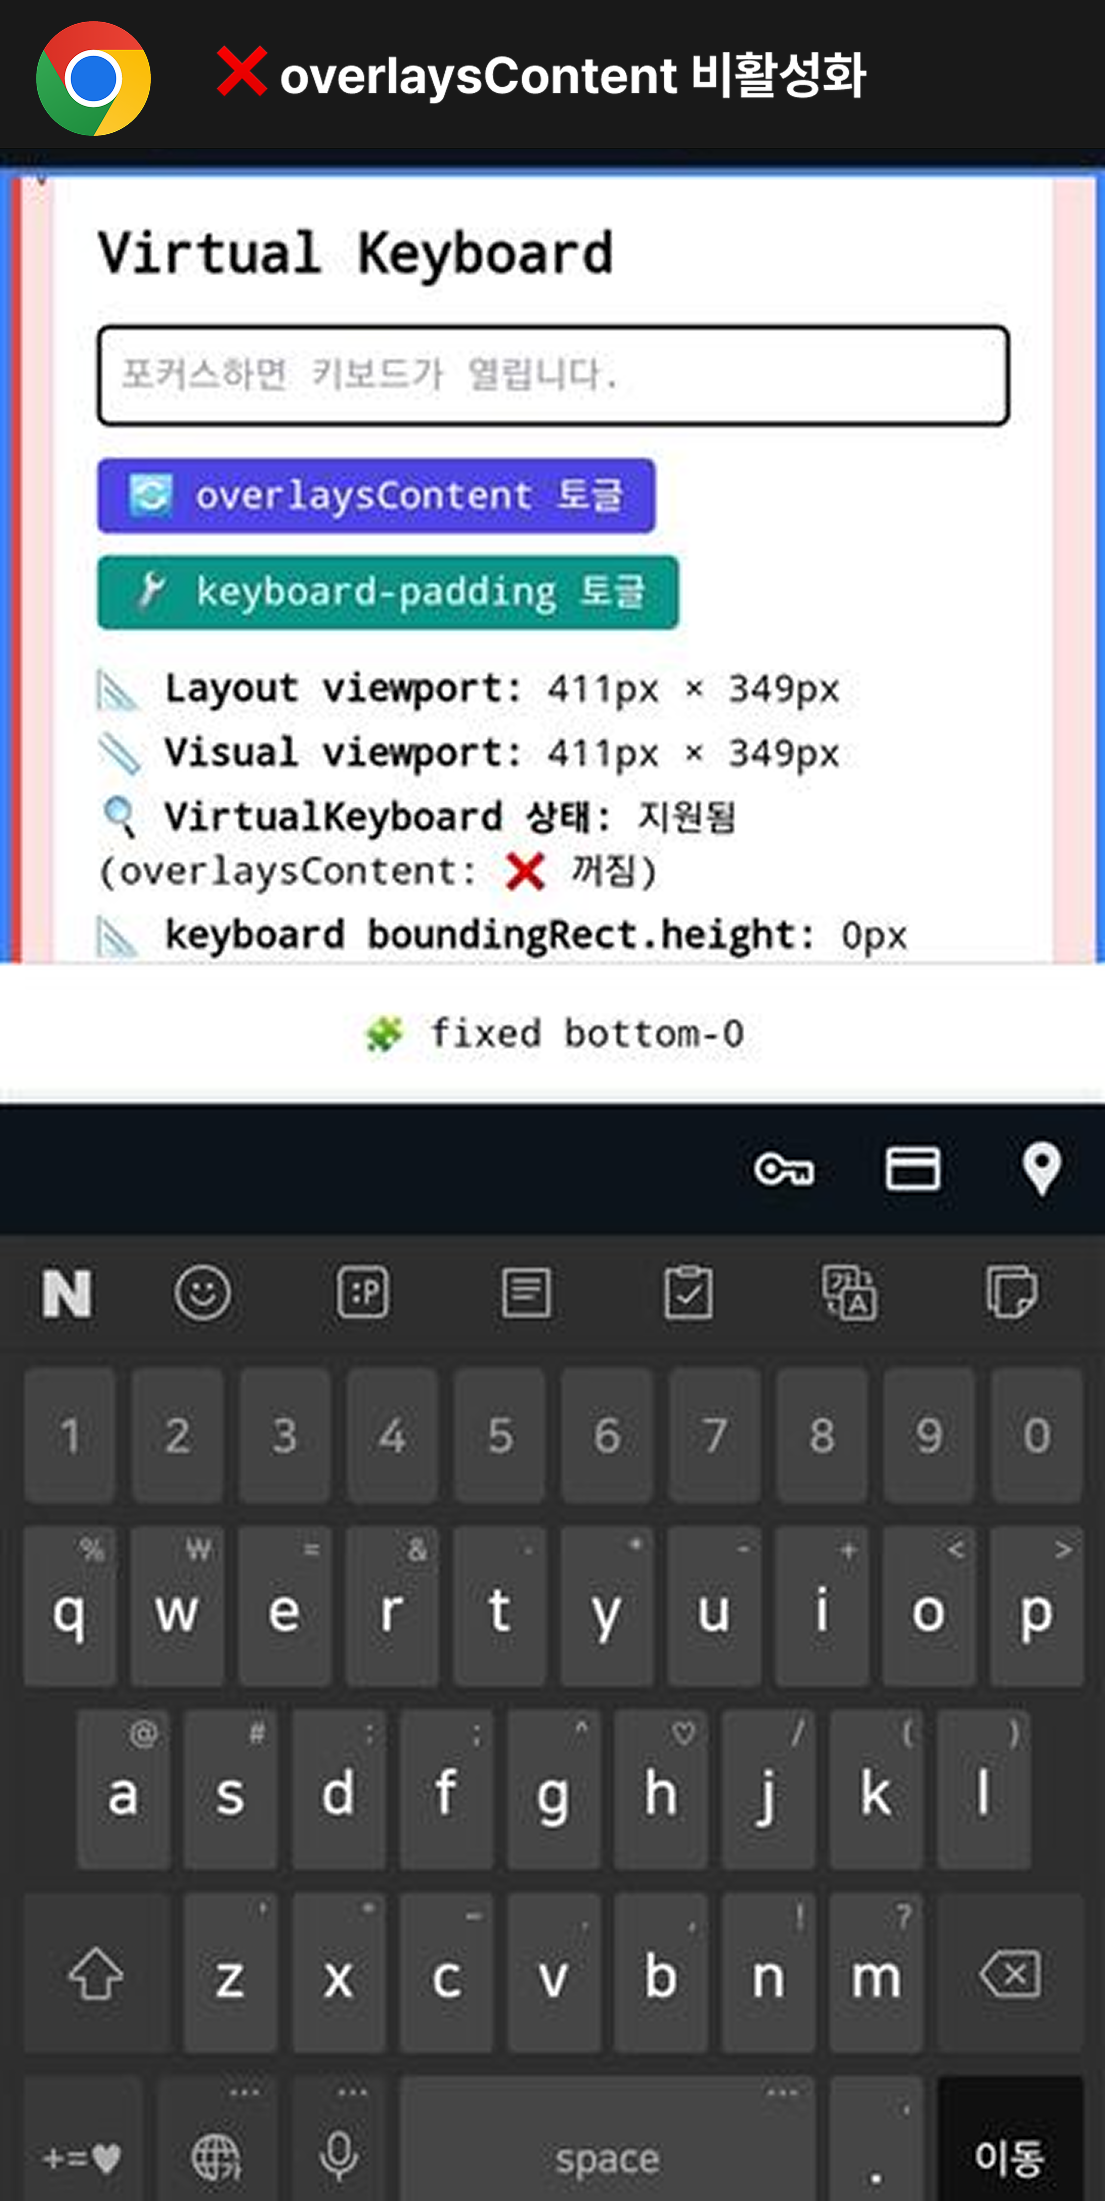 ❌ overlaysContent 비활성화
Virtual Keyboard
포커스하면 키보드가 열립니다.
🔄 overlaysContent 토글
🔧 keyboard-padding 토글
📐 Layout viewport: 411px × 349px
📏 Visual viewport: 411px × 349px
🔍 VirtualKeyboard 상태: 지원됨
(overlaysContent: ❌ 꺼짐)
📐 keyboard boundingRect.height: 0px
🧩 fixed bottom-0
N :P 가 A
1 2 3 4 5 6 7 8 9 0
% ₩ = & · * - + < >
q w e r t y u i o p
@ # : ; ^ ♡ / ( )
a s d f g h j k l
' " ~ . , ! ?
z x c v b n m
+=♥ 가 space . 이동